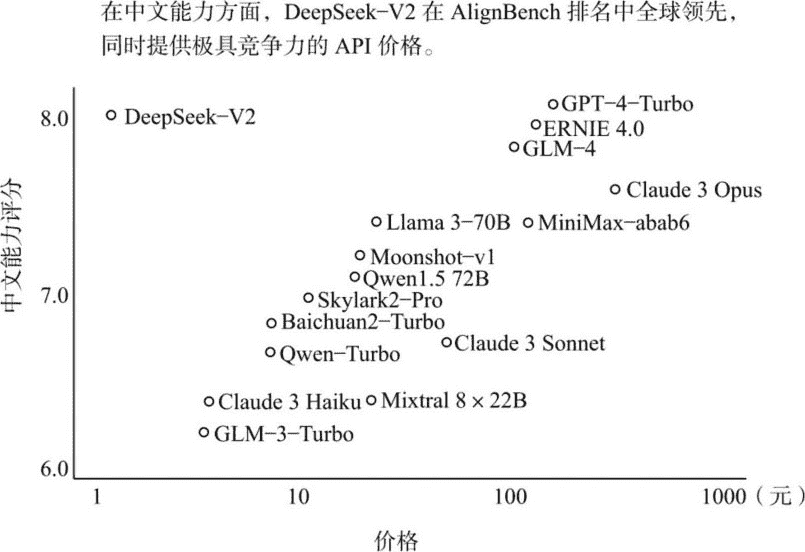 在中文能力方面，DeepSeek-V2 在 AlignBench 排名中全球领先，
同时提供极具竞争力的 API 价格。
中文能力评分
8.0
7.0
6.0
DeepSeek-V2
GPT-4-Turbo
ERNIE 4.0
GLM-4
Claude 3 Opus
Llama 3-70B
MiniMax-abab6
Moonshot-v1
Qwen1.5 72B
Skylark2-Pro
Baichuan2-Turbo
Claude 3 Sonnet
Qwen-Turbo
Claude 3 Haiku
Mixtral 8×22B
GLM-3-Turbo
1 10 100 1000（元）
价格